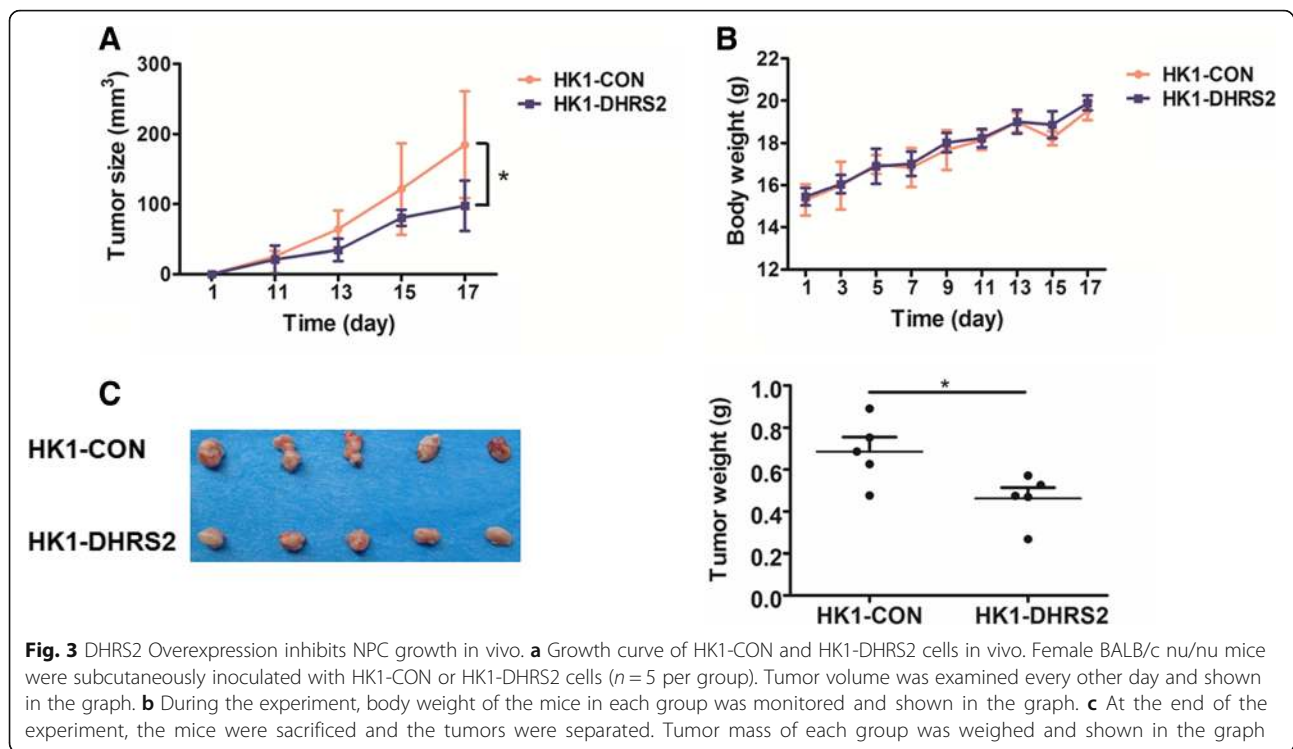 A
300
200
100
0
Tumor size (mm³)
1 11 13 15 17
Time (day)
HK1-CON
HK1-DHRS2
*
B
22
20
18
16
14
12
Body weight (g)
1 3 5 7 9 11 13 15 17
Time (day)
HK1-CON
HK1-DHRS2
C
HK1-CON
HK1-DHRS2
1.0
0.8
0.6
0.4
0.2
0.0
Tumor weight (g)
*
HK1-CON HK1-DHRS2
Fig. 3 DHRS2 Overexpression inhibits NPC growth in vivo. a Growth curve of HK1-CON and HK1-DHRS2 cells in vivo. Female BALB/c nu/nu mice
were subcutaneously inoculated with HK1-CON or HK1-DHRS2 cells (n = 5 per group). Tumor volume was examined every other day and shown
in the graph. b During the experiment, body weight of the mice in each group was monitored and shown in the graph. c At the end of the
experiment, the mice were sacrificed and the tumors were separated. Tumor mass of each group was weighed and shown in the graph